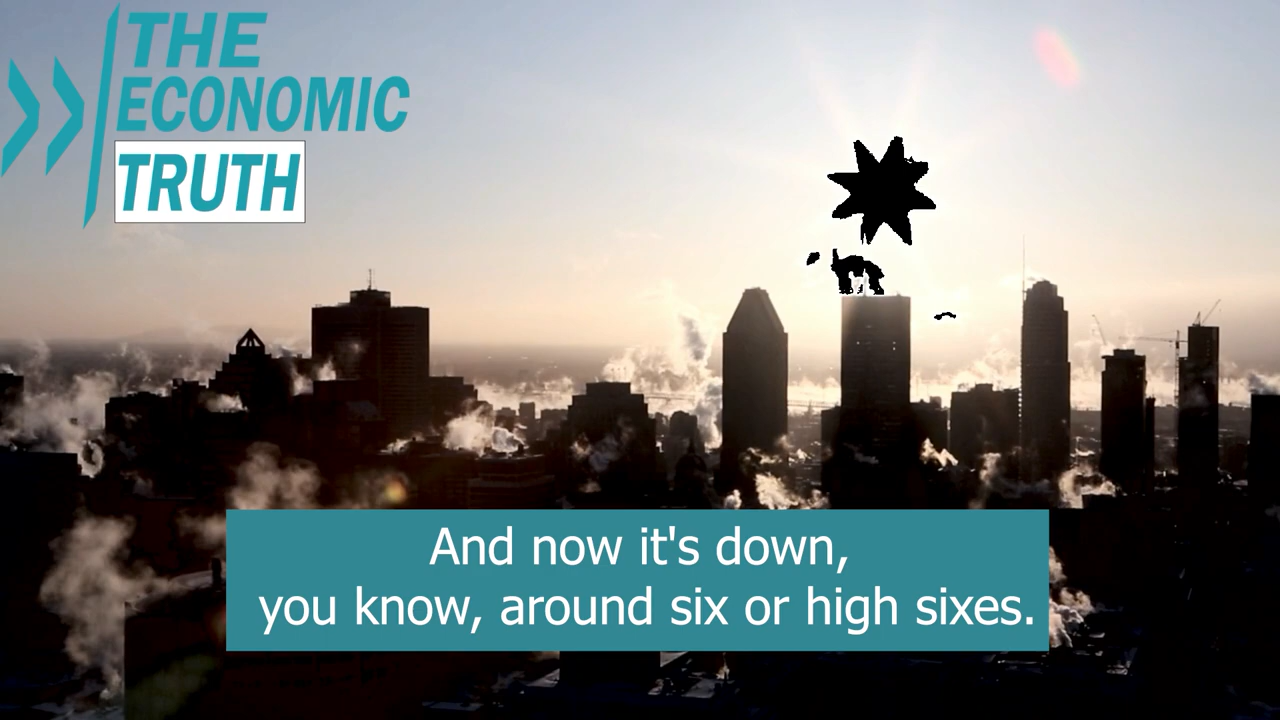 THE
ECONOMIC
TRUTH
And now it's down,
you know, around six or high sixes.